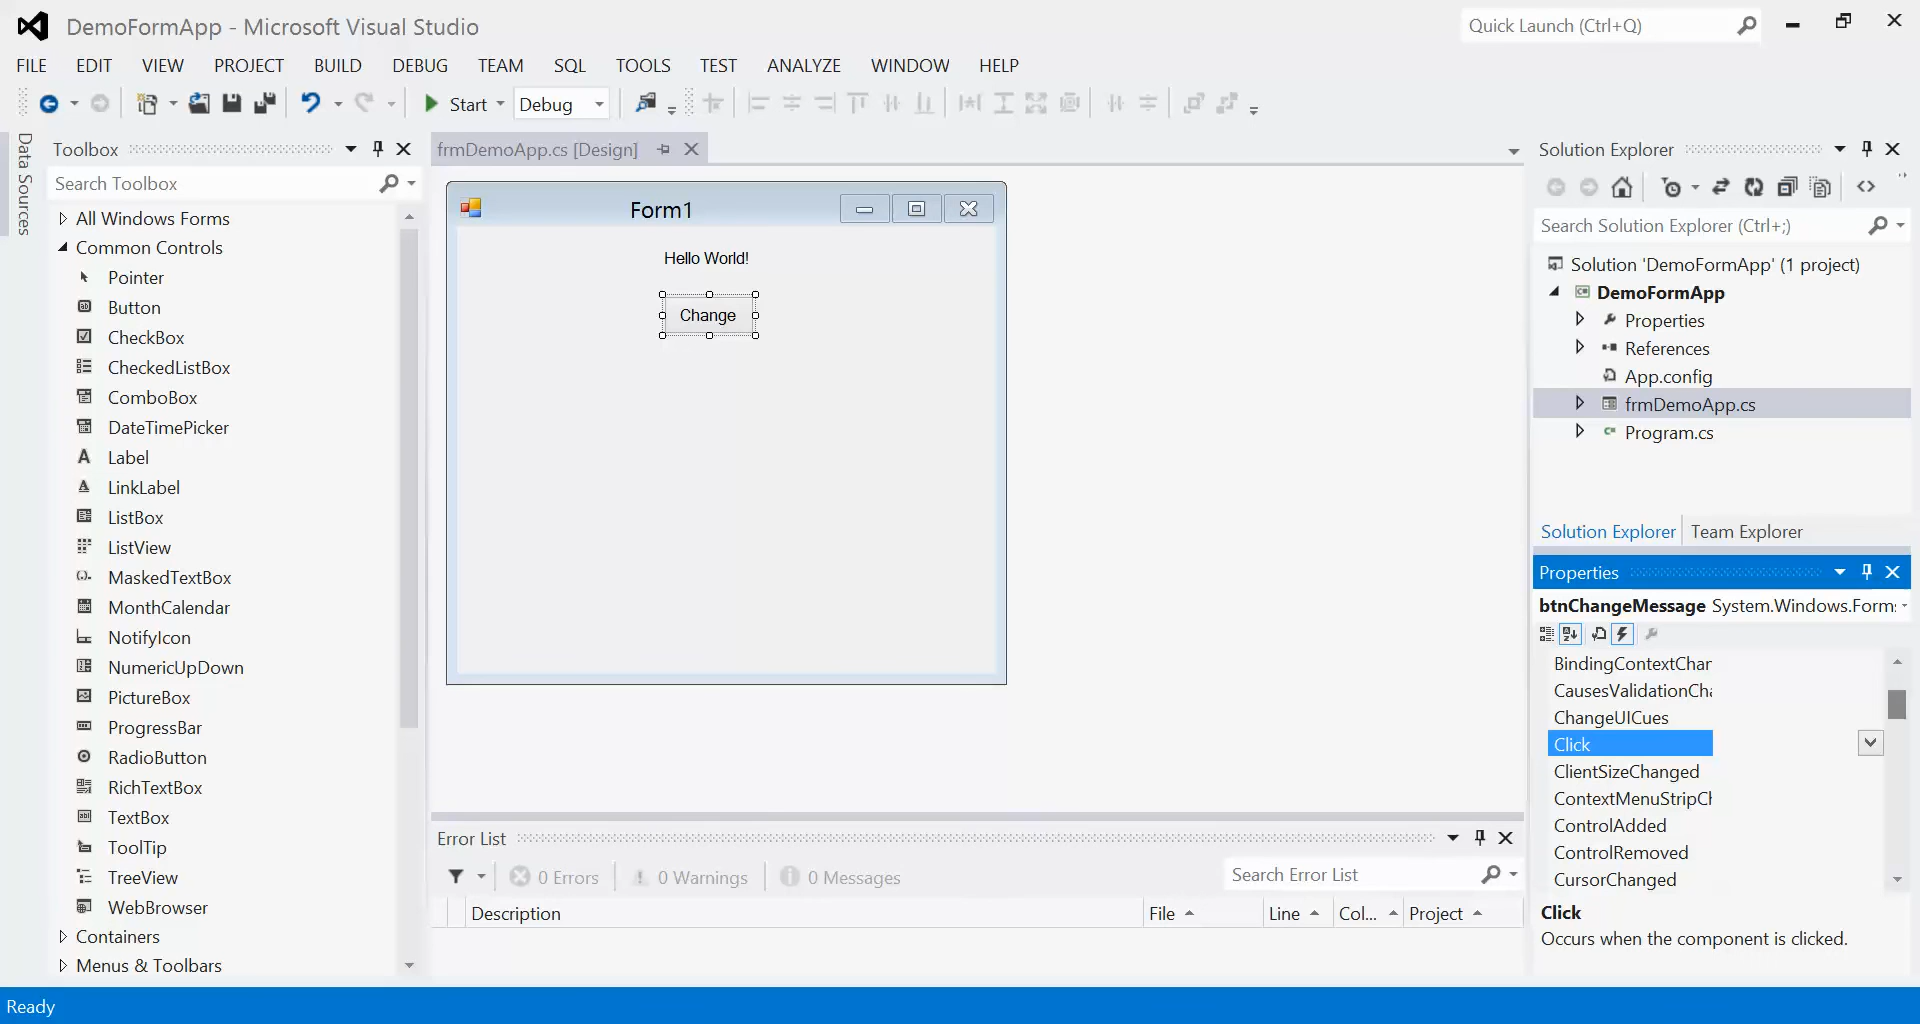 DemoFormApp - Microsoft Visual Studio
Quick Launch (Ctrl+Q)
FILE EDIT VIEW PROJECT BUILD DEBUG TEAM SQL TOOLS TEST ANALYZE WINDOW HELP
Start Debug
Data Sources
Toolbox
Search Toolbox
All Windows Forms
Common Controls
Pointer
Button
CheckBox
CheckedListBox
ComboBox
DateTimePicker
Label
LinkLabel
ListBox
ListView
MaskedTextBox
MonthCalendar
NotifyIcon
NumericUpDown
PictureBox
ProgressBar
RadioButton
RichTextBox
TextBox
ToolTip
TreeView
WebBrowser
Containers
Menus & Toolbars
frmDemoApp.cs [Design]
Form1
Hello World!
Change
Error List
0 Errors 0 Warnings 0 Messages
Search Error List
Description File Line Col... Project
Solution Explorer
Search Solution Explorer (Ctrl+;)
Solution 'DemoFormApp' (1 project)
DemoFormApp
Properties
References
App.config
frmDemoApp.cs
Program.cs
Solution Explorer Team Explorer
Properties
btnChangeMessage System.Windows.Forms
BindingContextChar
CausesValidationCha
ChangeUICues
Click
ClientSizeChanged
ContextMenuStripCh
ControlAdded
ControlRemoved
CursorChanged
Click
Occurs when the component is clicked.
Ready